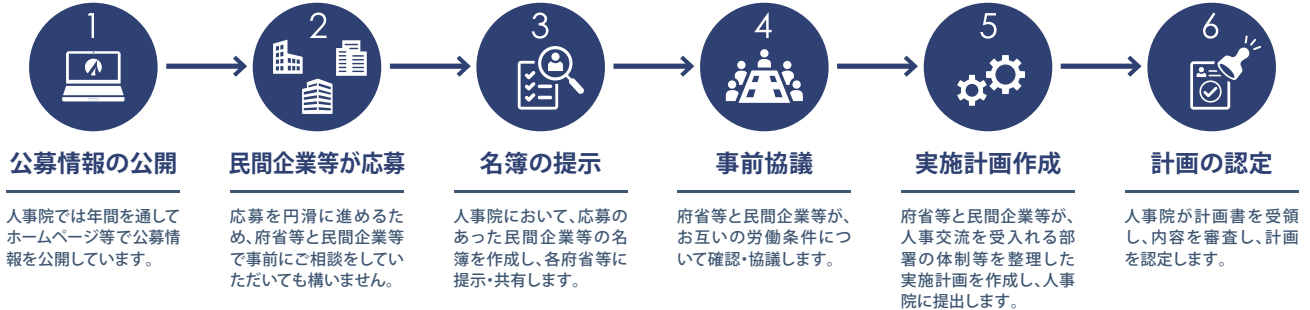 1
公募情報の公開
人事院では年間を通して
ホームページ等で公募情
報を公開しています。
2
民間企業等が応募
応募を円滑に進めるた
め、府省等と民間企業等
で事前にご相談をしてい
ただいても構いません。
3
名簿の提示
人事院において、応募の
あった民間企業等の名
簿を作成し、各府省等に
提示・共有します。
4
事前協議
府省等と民間企業等が、
お互いの労働条件につ
いて確認・協議します。
5
実施計画作成
府省等と民間企業等が、
人事交流を受入れる部
署の体制等を整理した
実施計画を作成し、人事
院に提出します。
6
計画の認定
人事院が計画書を受領
し、内容を審査し、計画
を認定します。